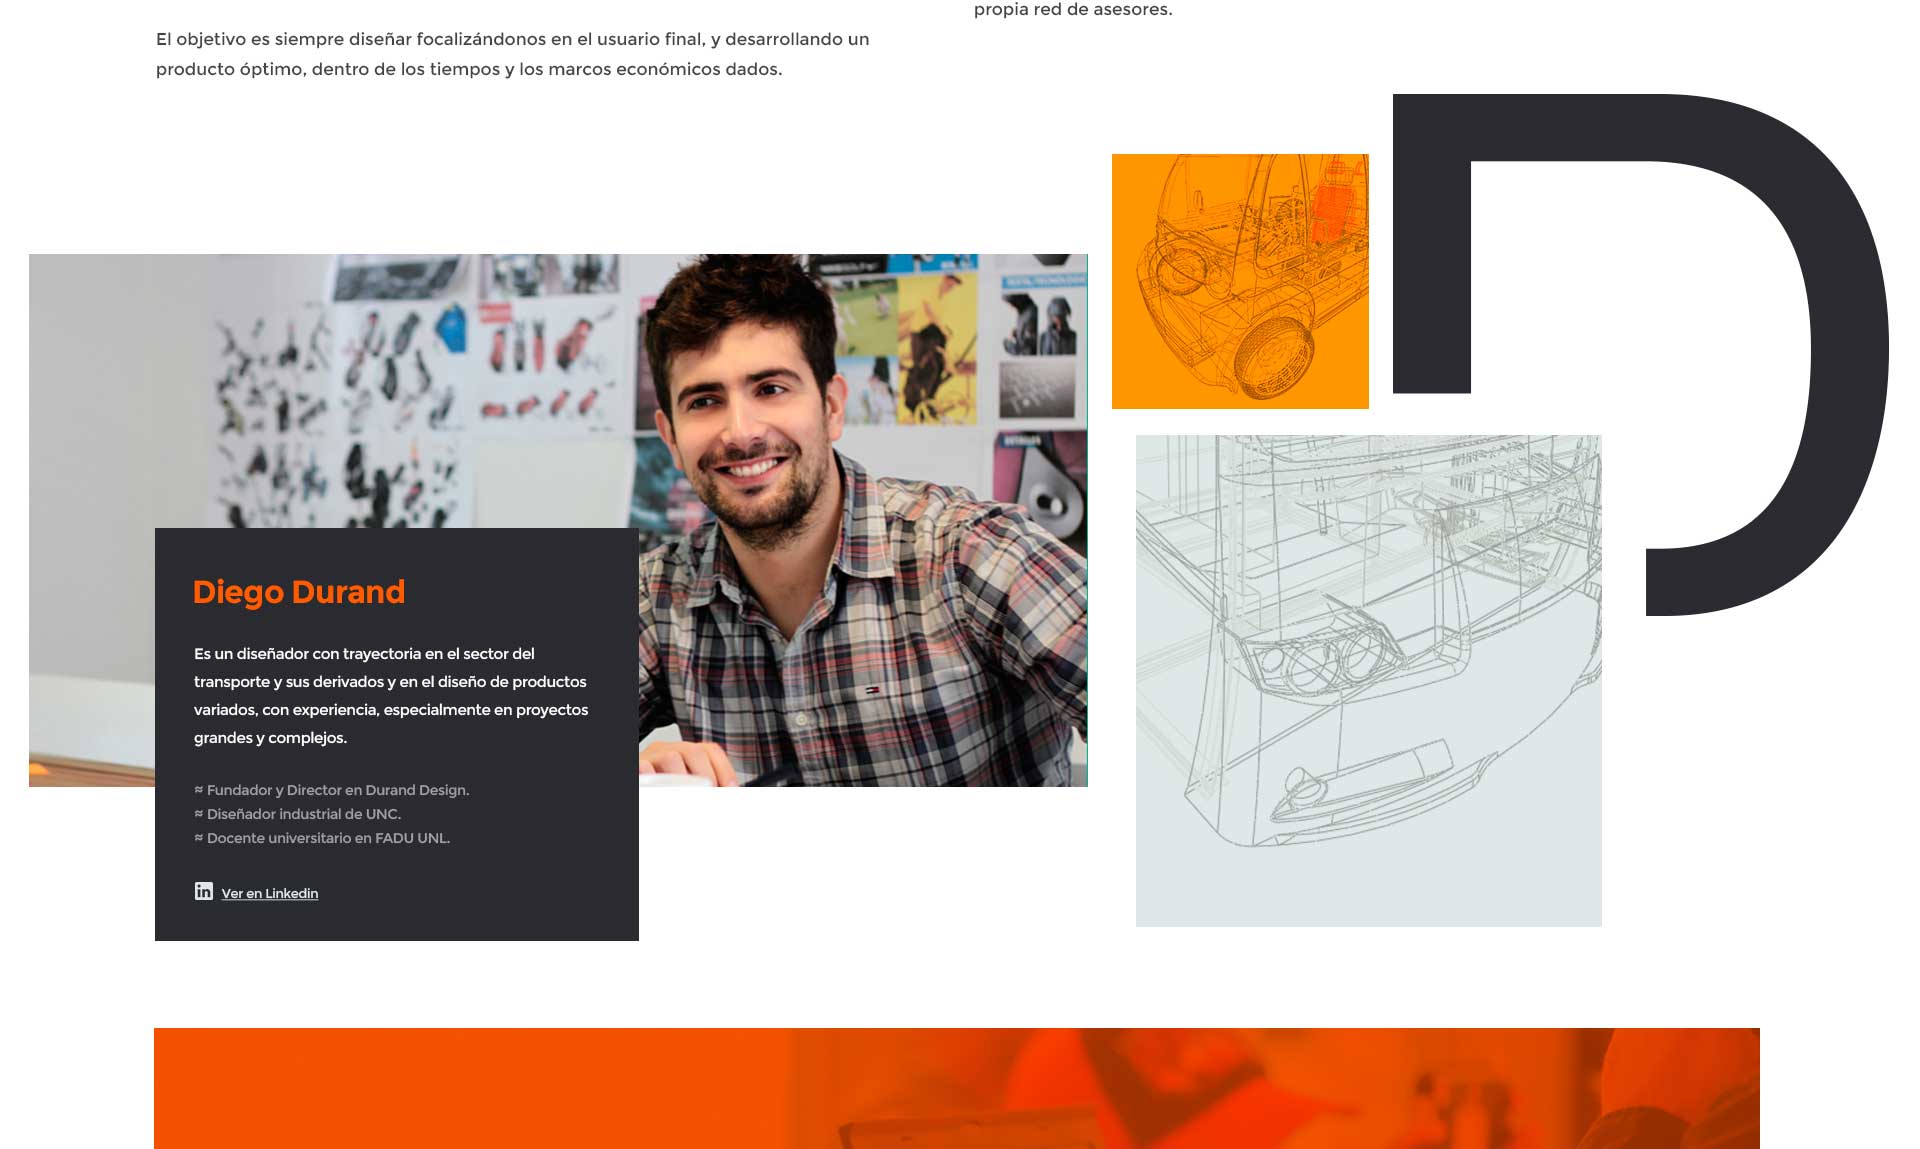 propia red de asesores.
El objetivo es siempre diseñar focalizándonos en el usuario final, y desarrollando un
producto óptimo, dentro de los tiempos y los marcos económicos dados.
Diego Durand
Es un diseñador con trayectoria en el sector del
transporte y sus derivados y en el diseño de productos
variados, con experiencia, especialmente en proyectos
grandes y complejos.
≈ Fundador y Director en Durand Design.
≈ Diseñador industrial de UNC.
≈ Docente universitario en FADU UNL.
in Ver en Linkedin